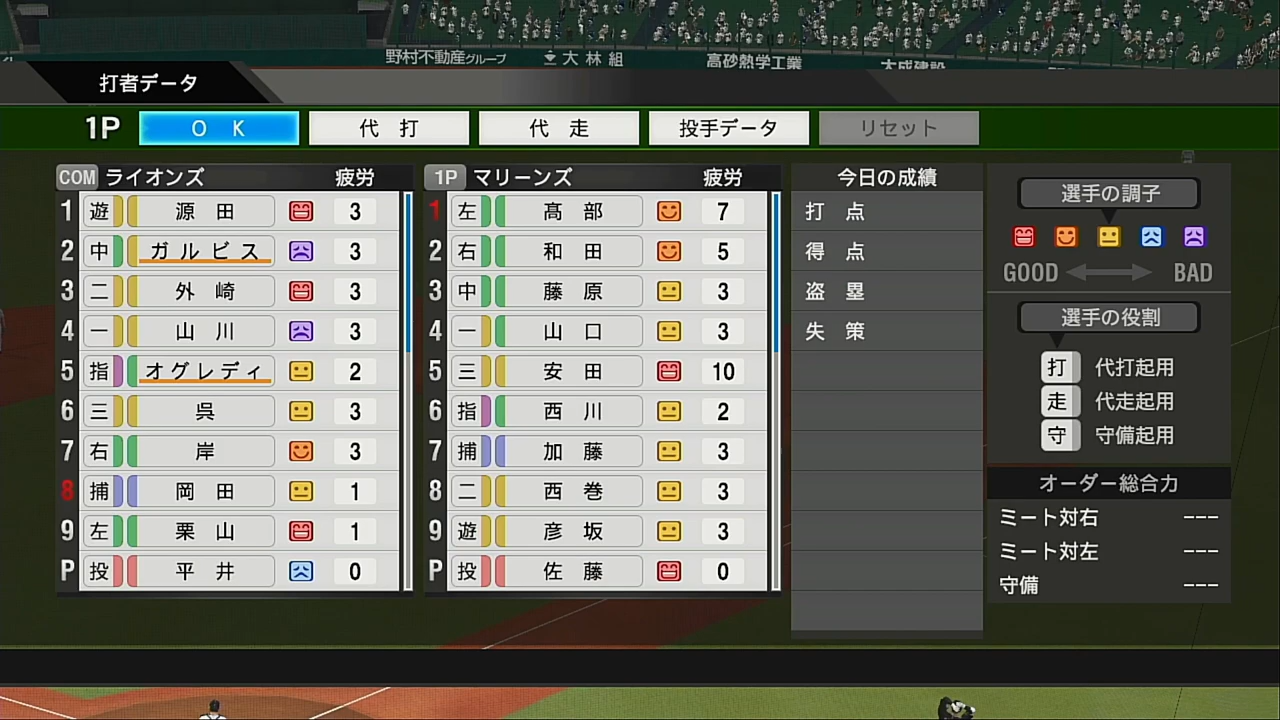 野村不動産グループ 大林組 高砂熱学工業 大成建設
打者データ
1P OK 代打 代走 投手データ リセット
COM ライオンズ 疲労 1P マリーンズ 疲労 今日の成績
1 遊 源田 3 1 左 髙部 7 打点
2 中 ガルビス 3 2 右 和田 5 得点
3 二 外崎 3 3 中 藤原 3 盗塁
4 一 山川 3 4 一 山口 3 失策
5 指 オグレディ 2 5 三 安田 10
6 三 呉 3 6 指 西川 2
7 右 岸 3 7 捕 加藤 3
8 捕 岡田 1 8 二 西巻 3
9 左 栗山 1 9 遊 彦坂 3
P 投 平井 0 P 投 佐藤 0
選手の調子
GOOD BAD
選手の役割
打 代打起用
走 代走起用
守 守備起用
オーダー総合力
ミート対右 ---
ミート対左 ---
守備 ---